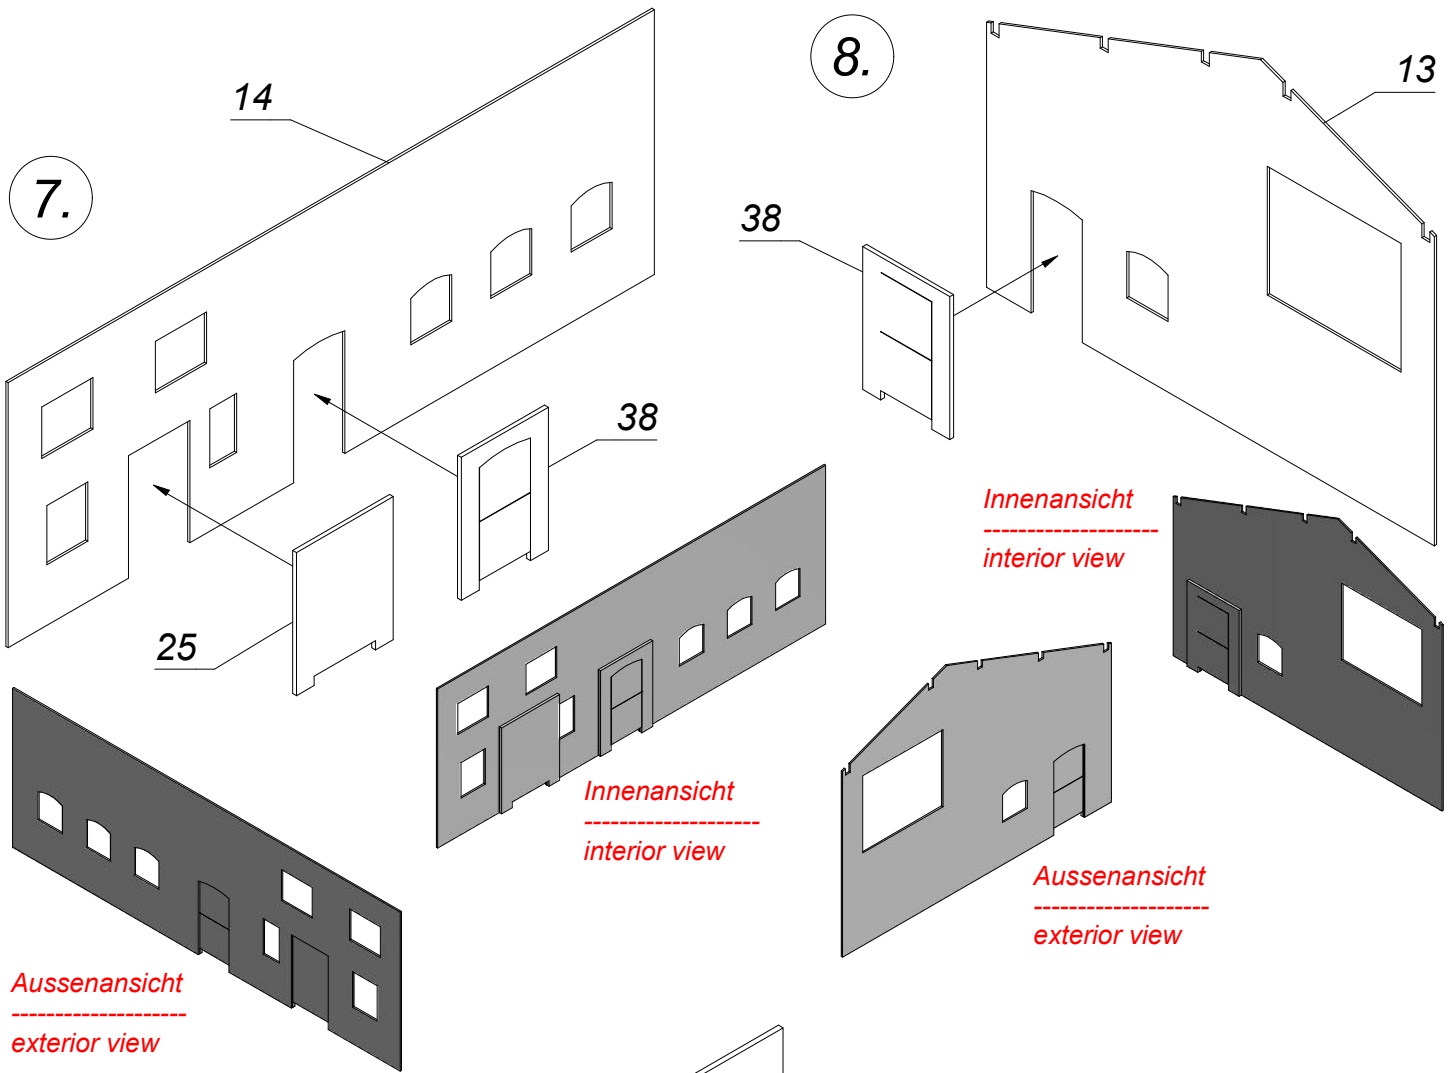 7.
14
38
25
Innenansicht
--------------------
interior view
Aussenansicht
--------------------
exterior view
8.
13
38
Innenansicht
--------------------
interior view
Aussenansicht
--------------------
exterior view